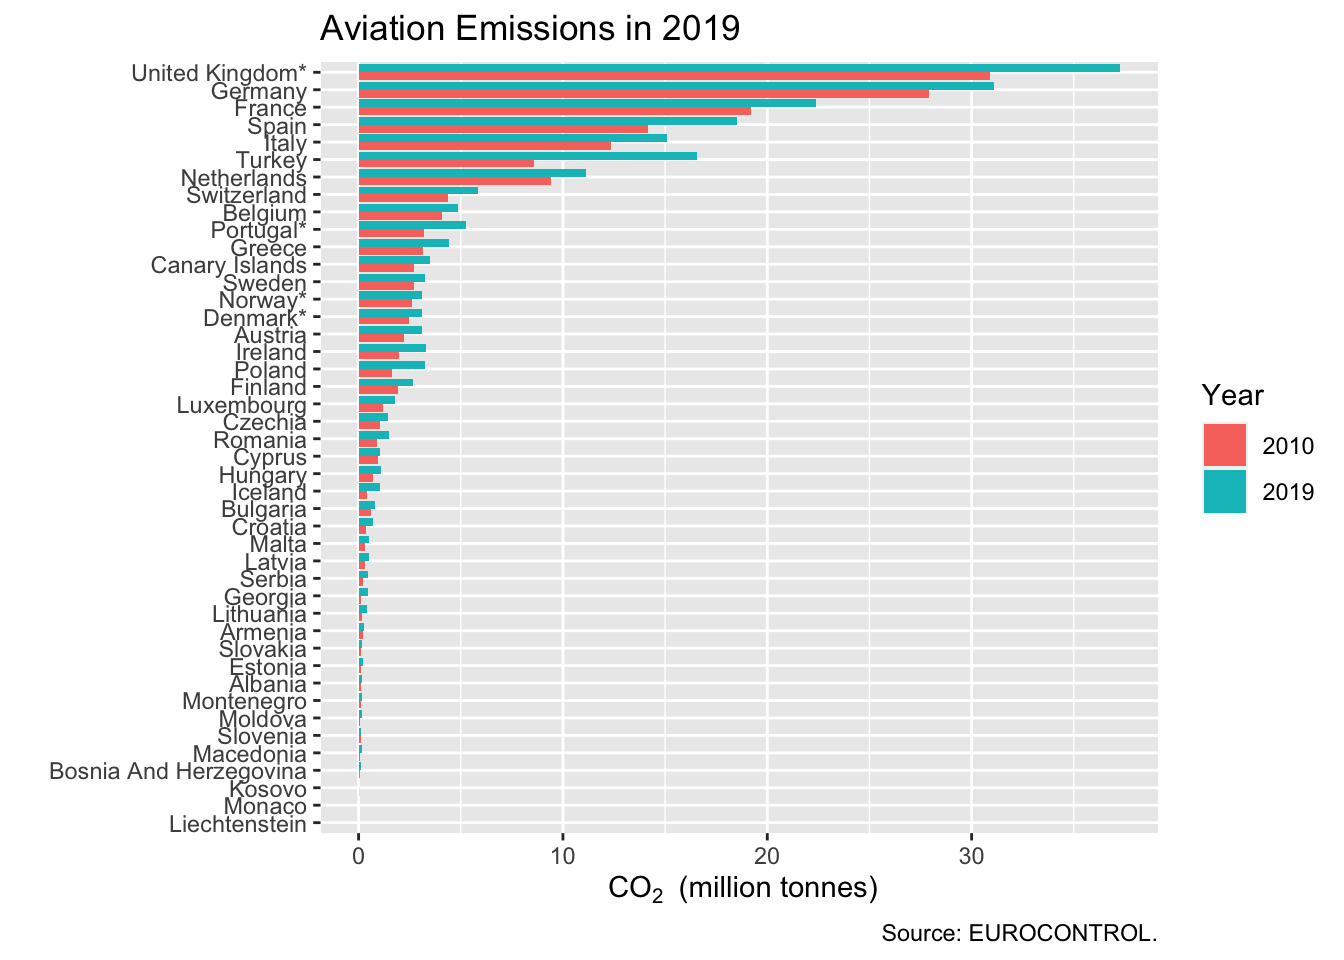 Aviation Emissions in 2019
United Kingdom*
Germany
France
Spain
Italy
Turkey
Netherlands
Switzerland
Belgium
Portugal*
Greece
Canary Islands
Sweden
Norway*
Denmark*
Austria
Ireland
Poland
Finland
Luxembourg
Czechia
Romania
Cyprus
Hungary
Iceland
Bulgaria
Croatia
Malta
Latvia
Serbia
Georgia
Lithuania
Armenia
Slovakia
Estonia
Albania
Montenegro
Moldova
Slovenia
Macedonia
Bosnia And Herzegovina
Kosovo
Monaco
Liechtenstein
0 10 20 30
CO₂ (million tonnes)
Year
2010
2019
Source: EUROCONTROL.